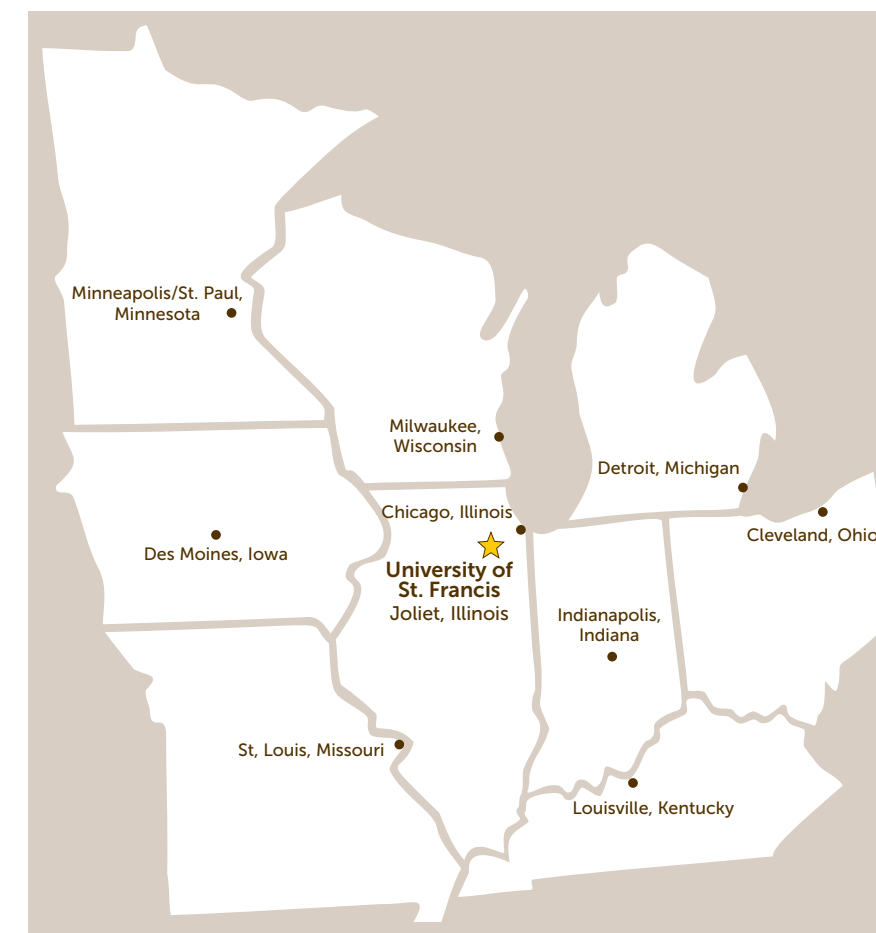 Minneapolis/St. Paul,
Minnesota
Milwaukee,
Wisconsin
Detroit, Michigan
Chicago, Illinois
Cleveland, Ohio
Des Moines, Iowa
University of
St. Francis
Joliet, Illinois
Indianapolis,
Indiana
St, Louis, Missouri
Louisville, Kentucky